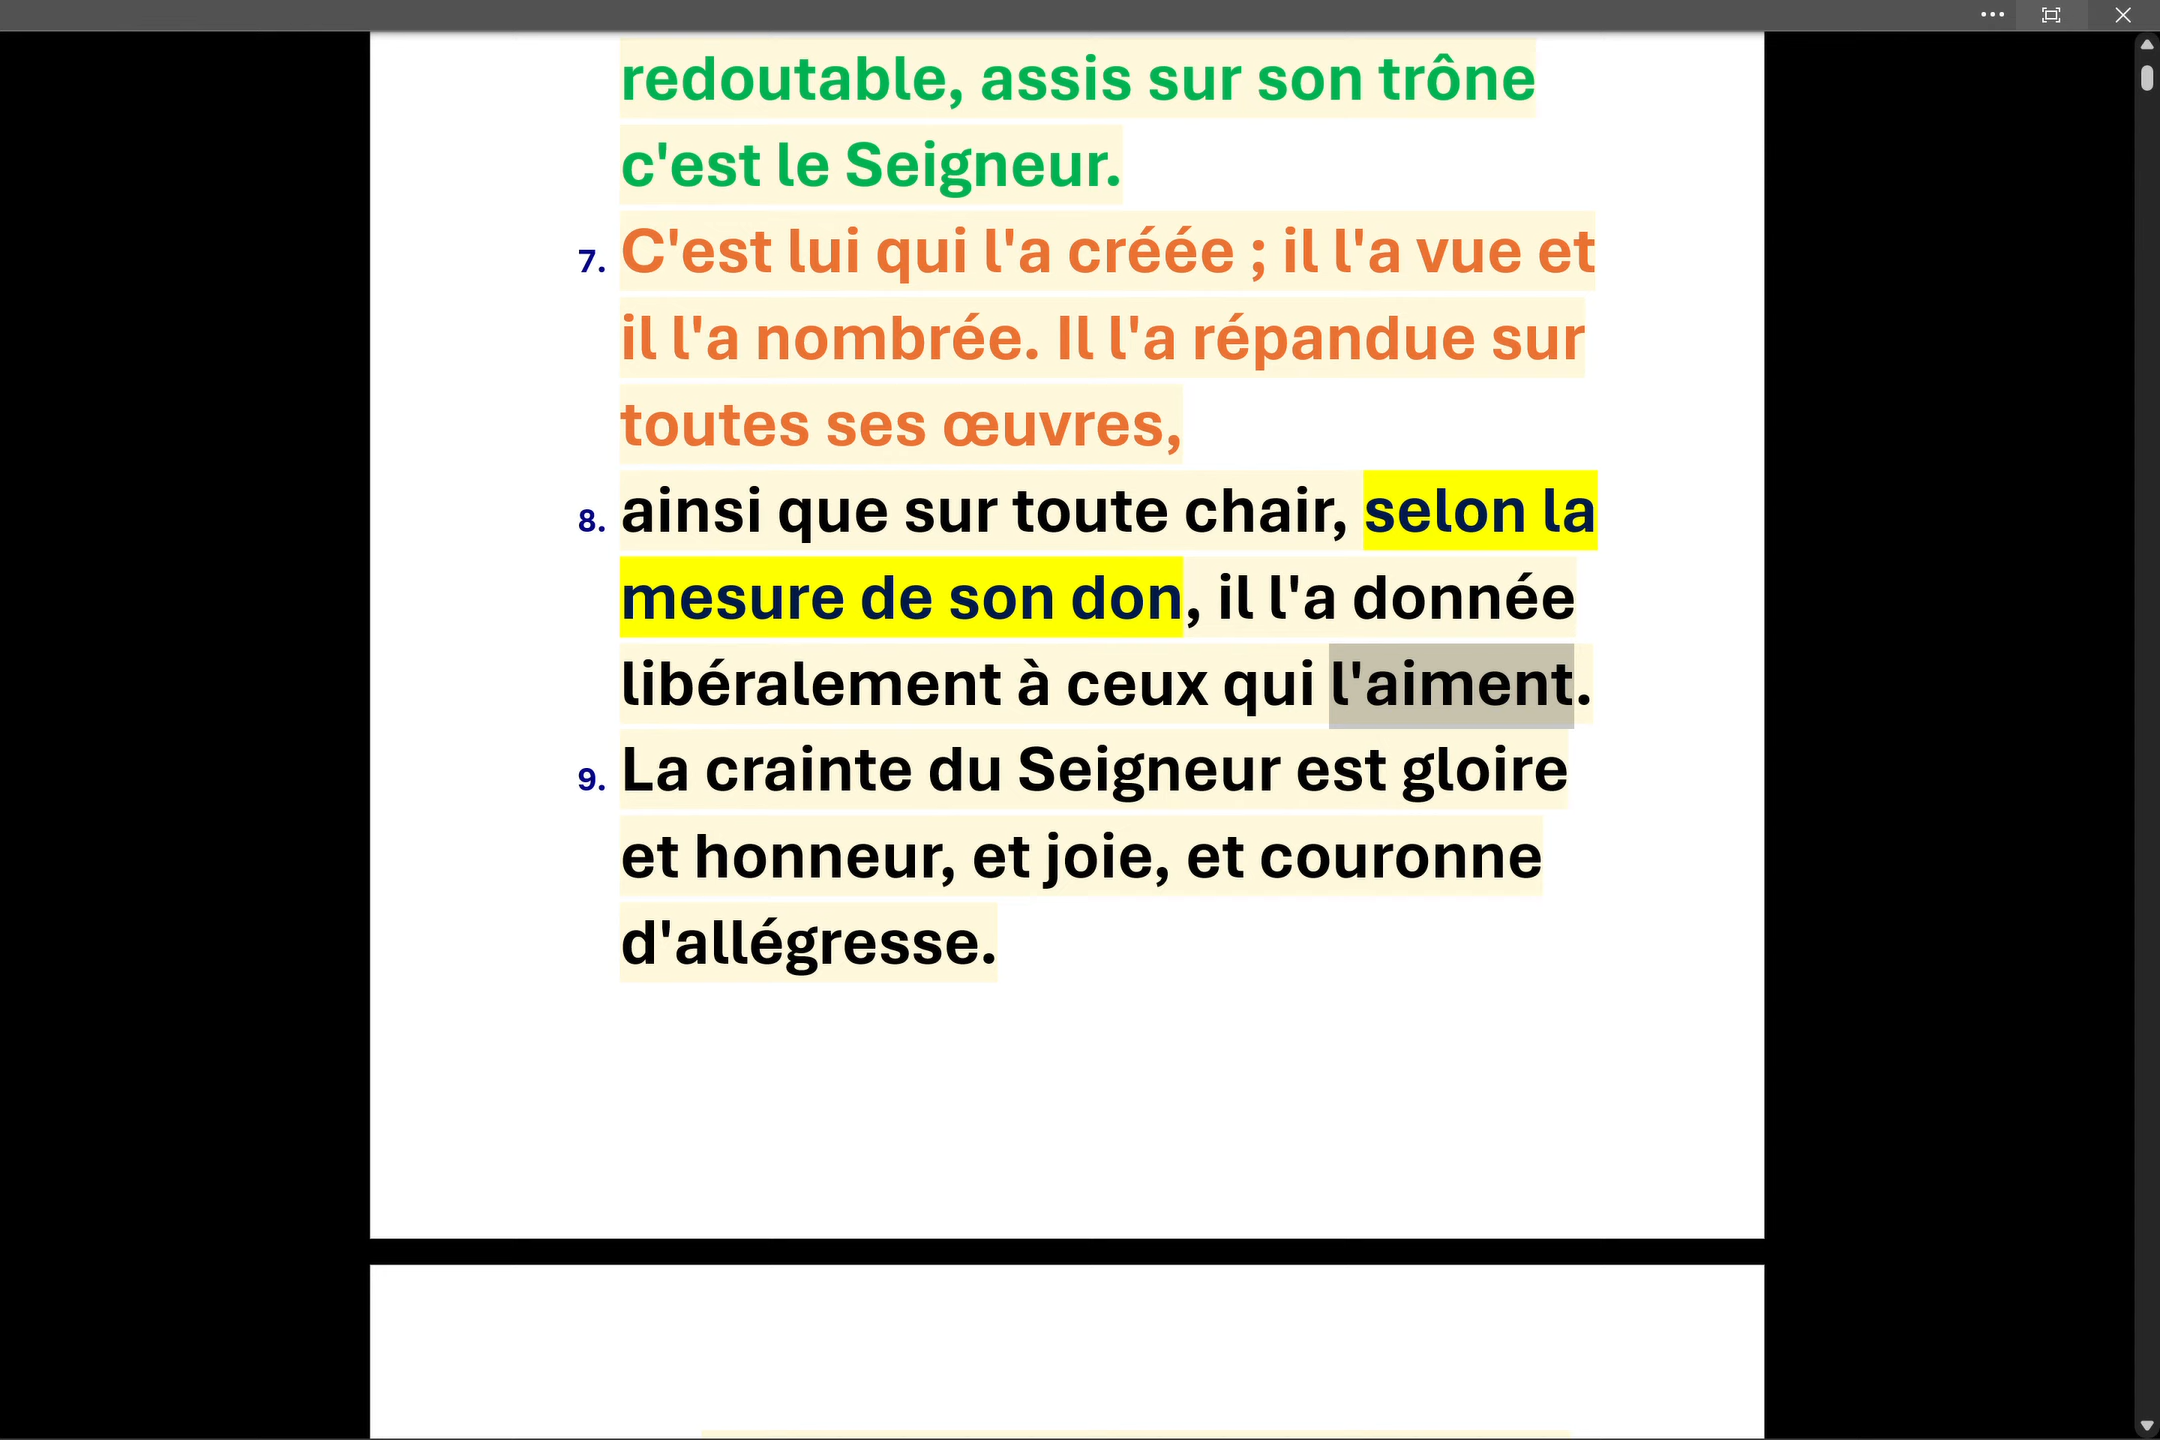 redoutable, assis sur son trône
c'est le Seigneur.
7. C'est lui qui l'a créée ; il l'a vue et
il l'a nombrée. Il l'a répandue sur
toutes ses œuvres,
8. ainsi que sur toute chair, selon la
mesure de son don, il l'a donnée
libéralement à ceux qui l'aiment.
9. La crainte du Seigneur est gloire
et honneur, et joie, et couronne
d'allégresse.